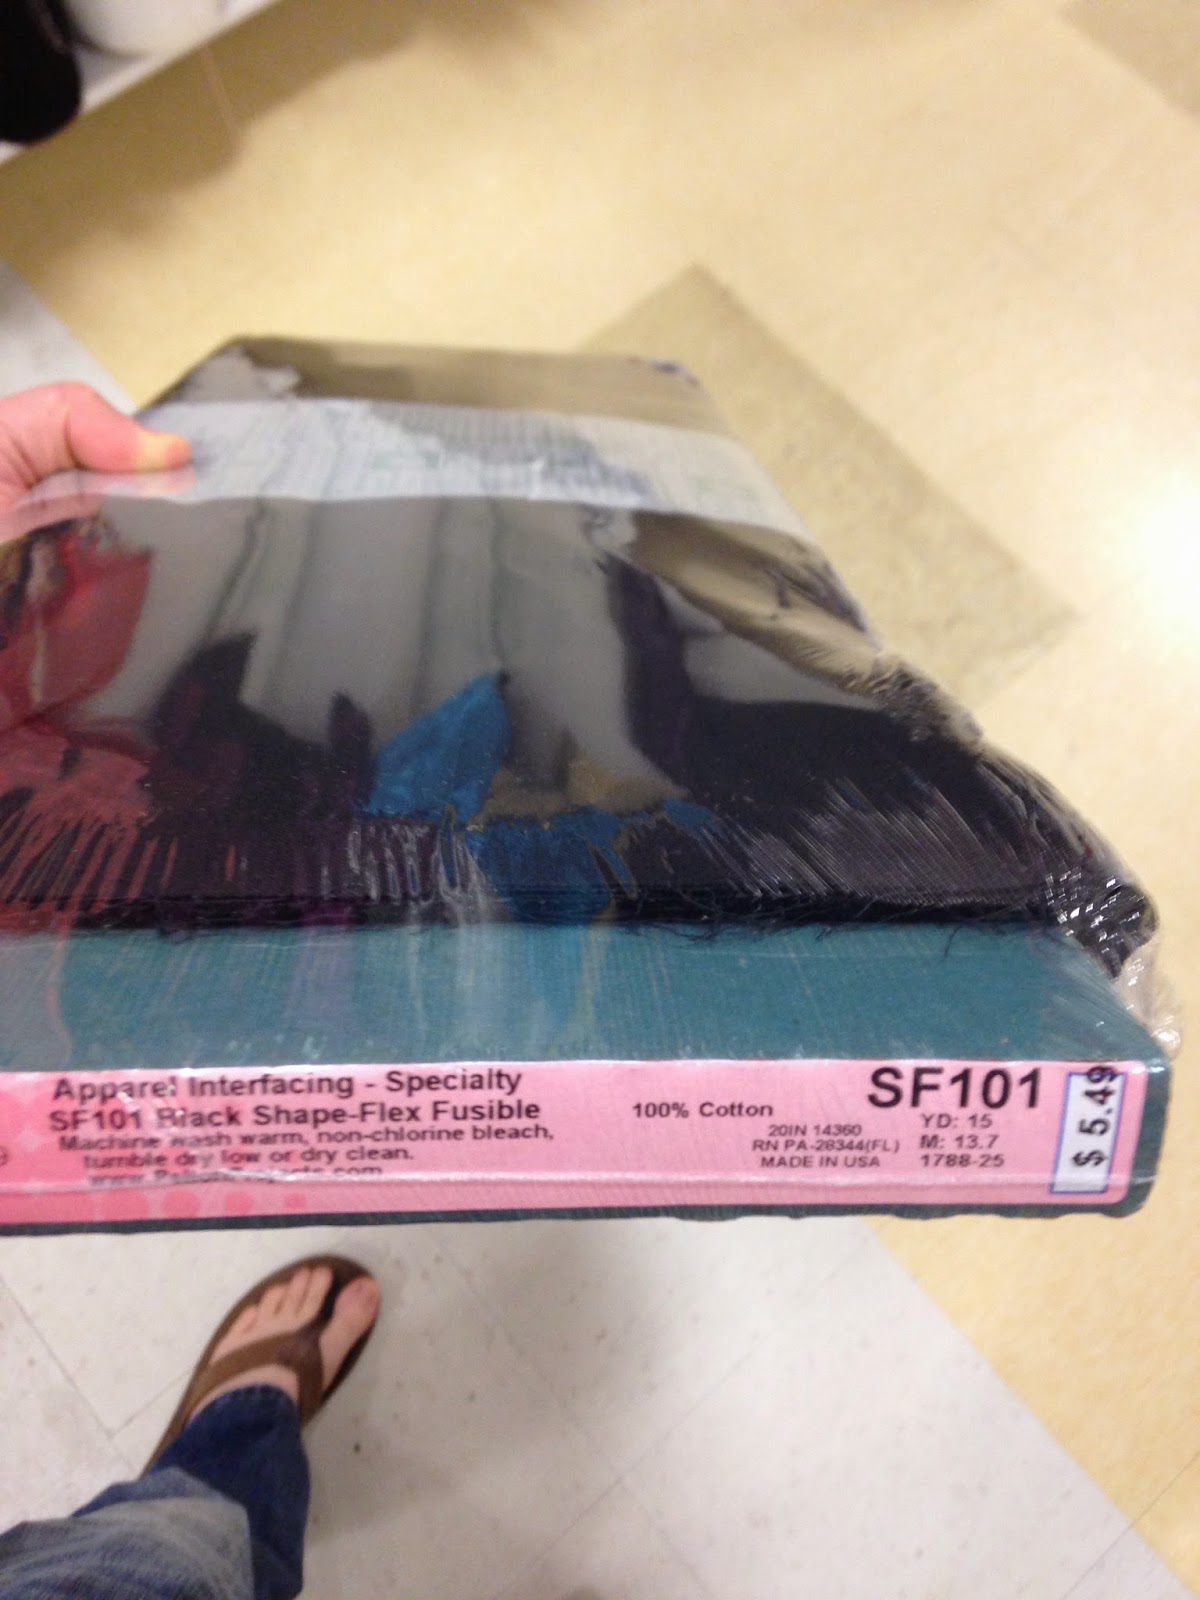 Apparel Interfacing - Specialty
SF101 Black Shape-Flex Fusible
Machine wash warm, non-chlorine bleach,
tumble dry low or dry clean.
100% Cotton
20IN 14360
RN PA-28344(FL)
MADE IN USA
SF101
YD: 15
M: 13.7
1788-25
$ 5.49